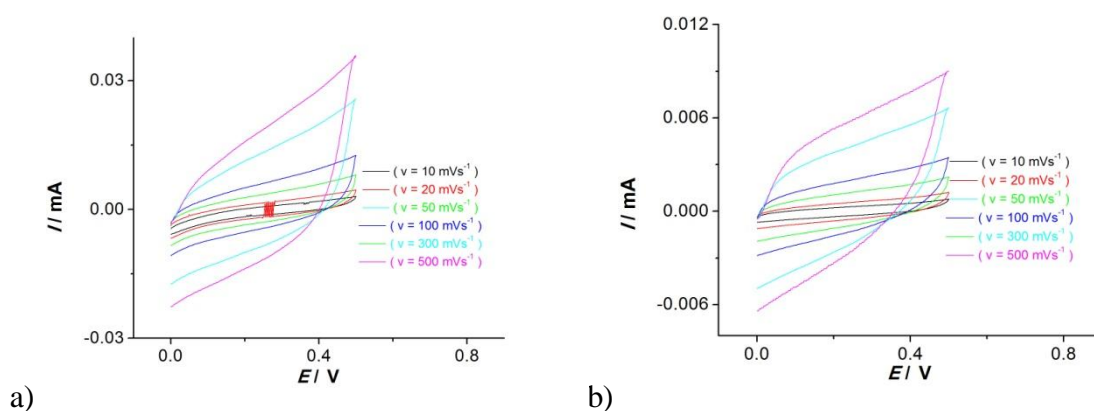 0.03
0.00
-0.03
I / mA
0.0
0.4
0.8
E / V
( v = 10 mVs⁻¹ )
( v = 20 mVs⁻¹ )
( v = 50 mVs⁻¹ )
( v = 100 mVs⁻¹ )
( v = 300 mVs⁻¹ )
( v = 500 mVs⁻¹ )
a)
0.012
0.006
0.000
-0.006
I / mA
0.0
0.4
0.8
E / V
( v = 10 mVs⁻¹ )
( v = 20 mVs⁻¹ )
( v = 50 mVs⁻¹ )
( v = 100 mVs⁻¹ )
( v = 300 mVs⁻¹ )
( v = 500 mVs⁻¹ )
b)